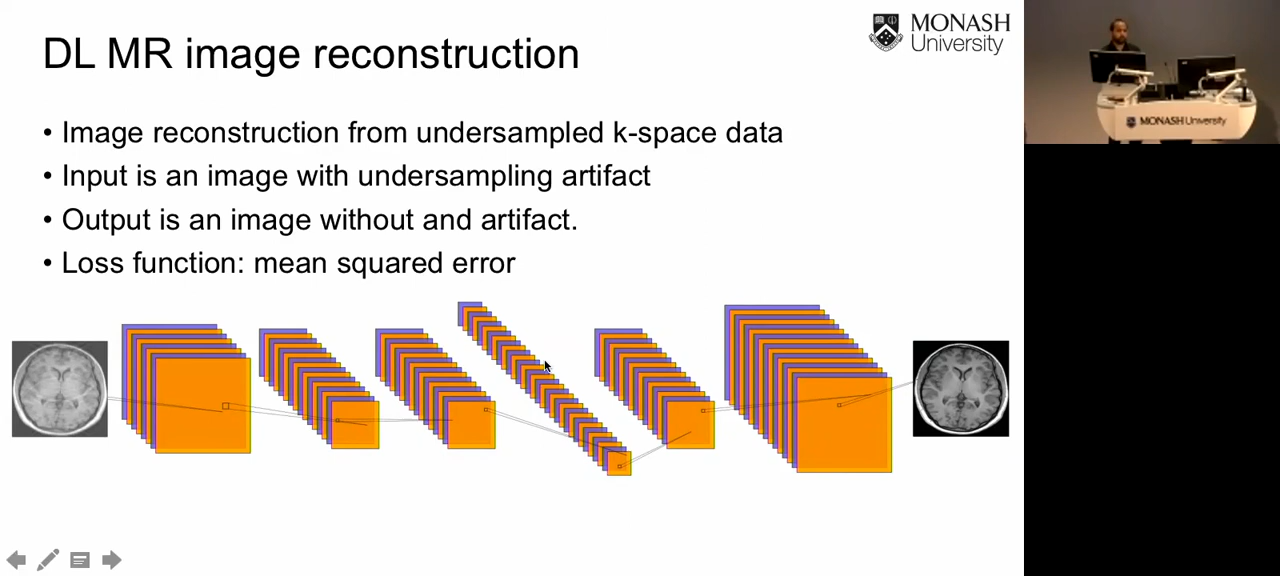 DL MR image reconstruction
MONASH
University
• Image reconstruction from undersampled k-space data
• Input is an image with undersampling artifact
• Output is an image without and artifact.
• Loss function: mean squared error
MONASH University